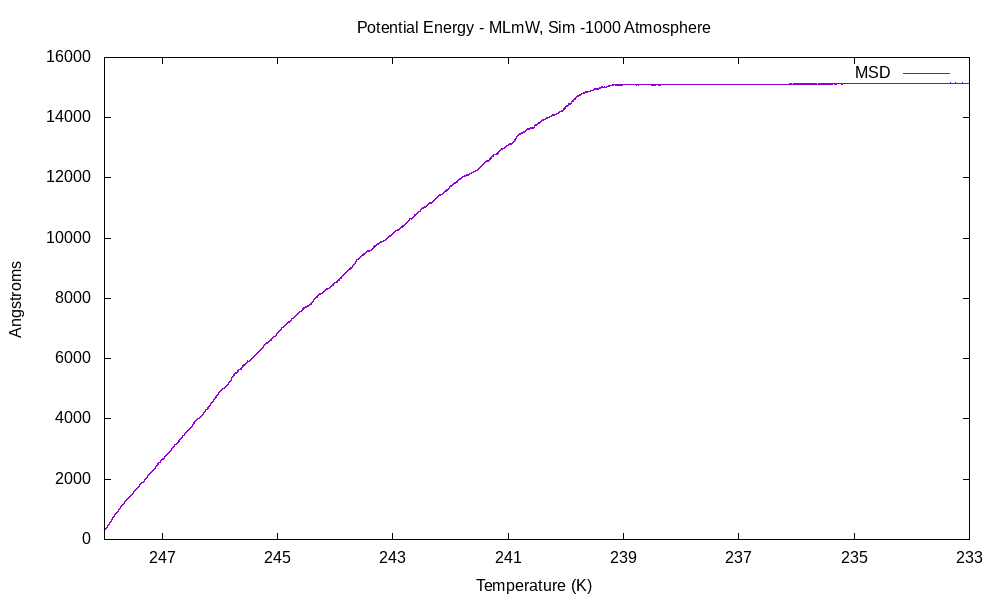 Potential Energy - MLmW, Sim -1000 Atmosphere
16000
MSD
14000
12000
10000
8000
6000
4000
2000
0
Angstroms
247 245 243 241 239 237 235 233
Temperature (K)